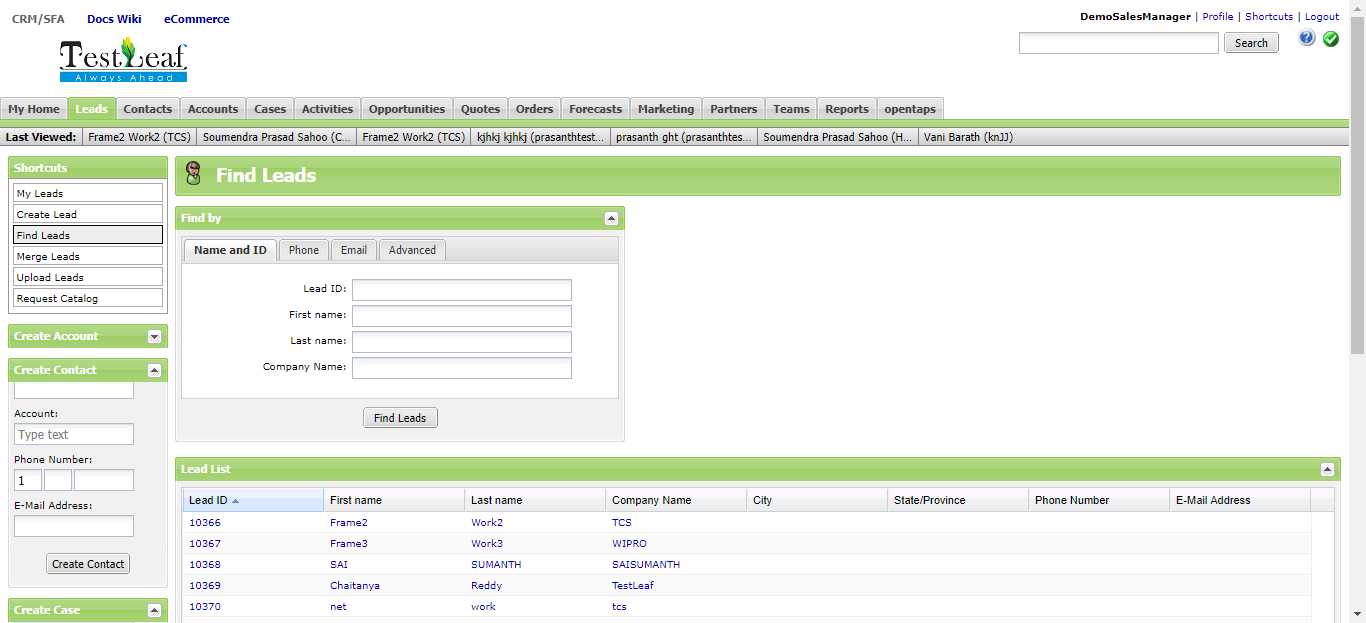 CRM/SFA Docs Wiki eCommerce
DemoSalesManager | Profile | Shortcuts | Logout
TestLeaf
Always Ahead
Search
My Home Leads Contacts Accounts Cases Activities Opportunities Quotes Orders Forecasts Marketing Partners Teams Reports opentaps
Last Viewed: Frame2 Work2 (TCS) Soumendra Prasad Sahoo (C... Frame2 Work2 (TCS) kjhkj kjhkj (prasanthtest... prasanth ght (prasanthtes... Soumendra Prasad Sahoo (H... Vani Barath (knJJ)
Shortcuts
My Leads
Create Lead
Find Leads
Merge Leads
Upload Leads
Request Catalog
Create Account
Create Contact
Account:
Type text
Phone Number:
1
E-Mail Address:
Create Contact
Create Case
Find Leads
Find by
Name and ID Phone Email Advanced
Lead ID:
First name:
Last name:
Company Name:
Find Leads
Lead List
Lead ID First name Last name Company Name City State/Province Phone Number E-Mail Address
10366 Frame2 Work2 TCS
10367 Frame3 Work3 WIPRO
10368 SAI SUMANTH SAISUMANTH
10369 Chaitanya Reddy TestLeaf
10370 net work tcs